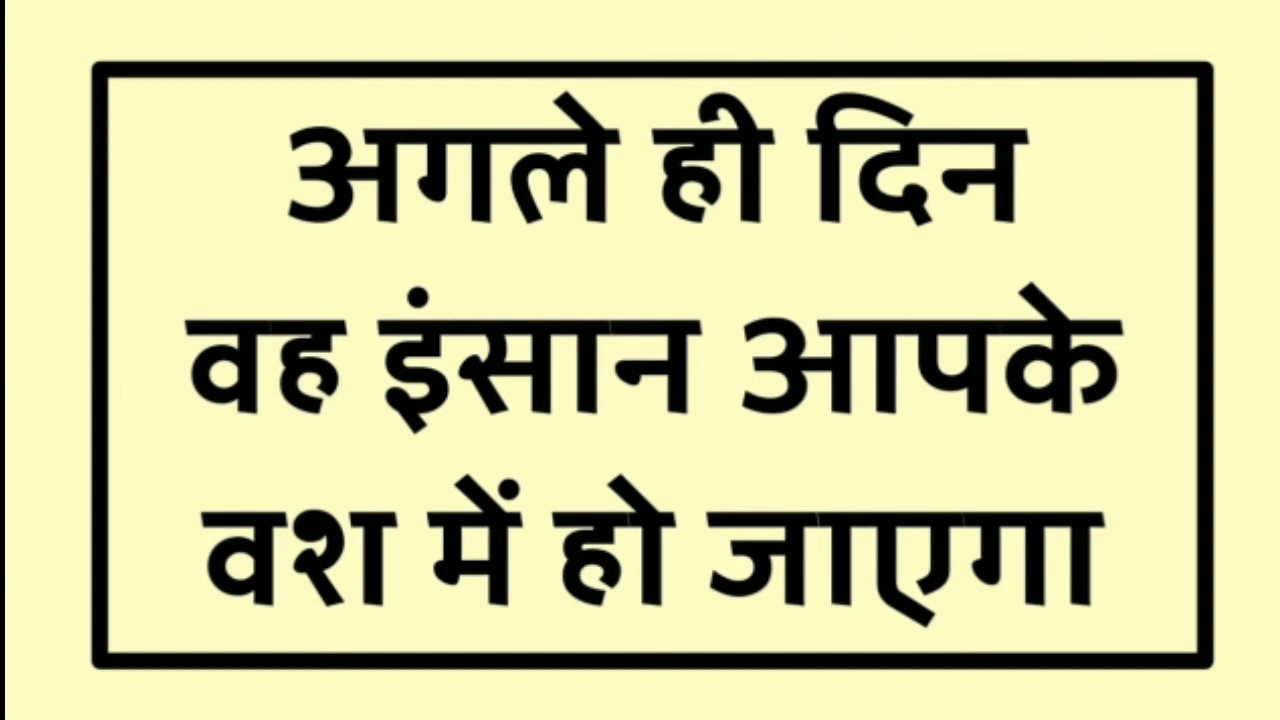 अगले ही दिन
वह इंसान आपके
वश में हो जाएगा